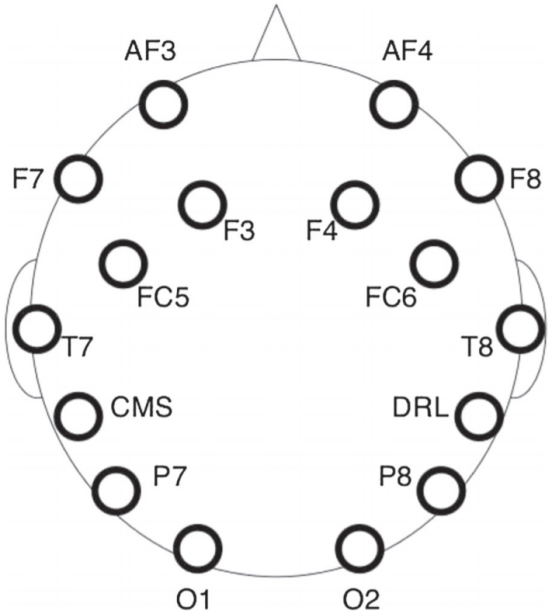 AF3 AF4
F7 F8
F3 F4
FC5 FC6
T7 T8
CMS DRL
P7 P8
O1 O2